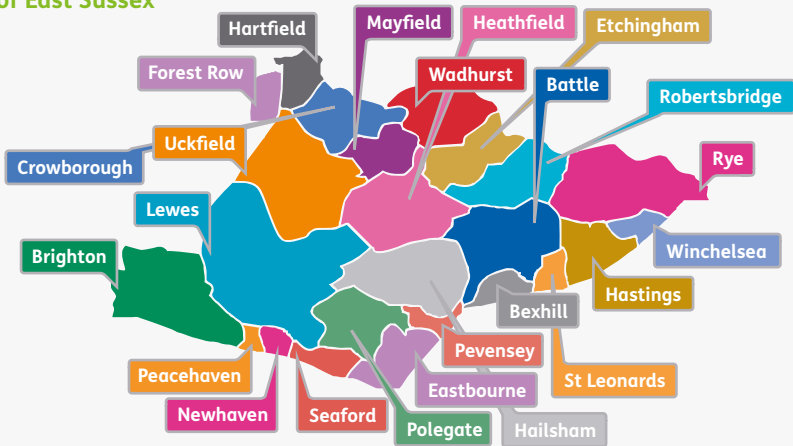 of East Sussex
Hartfield
Mayfield
Heathfield
Etchingham
Forest Row
Wadhurst
Battle
Robertsbridge
Uckfield
Crowborough
Rye
Lewes
Brighton
Winchelsea
Hastings
Bexhill
Pevensey
Peacehaven
St Leonards
Eastbourne
Newhaven
Seaford
Polegate
Hailsham